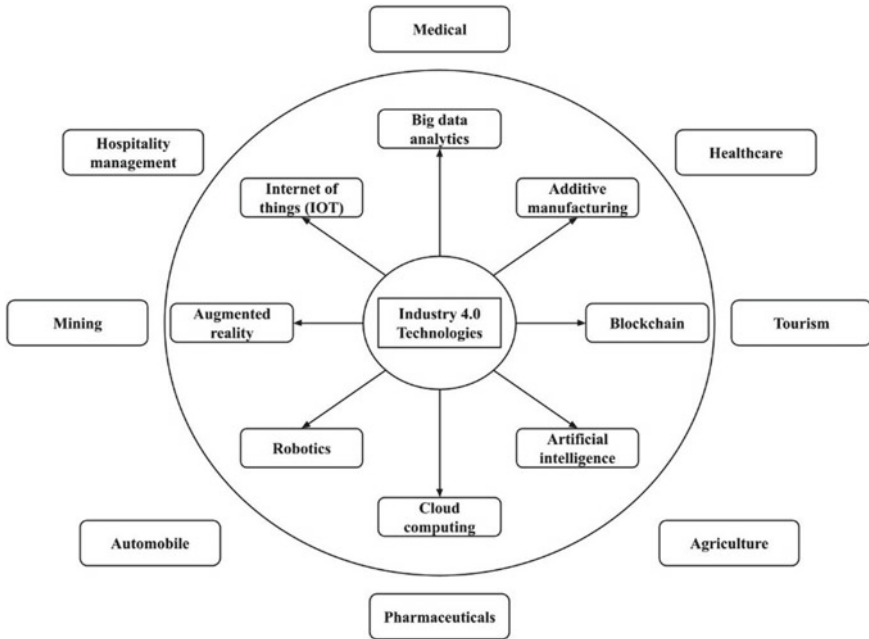 Medical
Big data
analytics
Hospitality
management
Healthcare
Internet of
things (IOT)
Additive
manufacturing
Mining
Augmented
reality
Industry 4.0
Technologies
Blockchain
Tourism
Robotics
Artificial
intelligence
Cloud
computing
Automobile
Agriculture
Pharmaceuticals